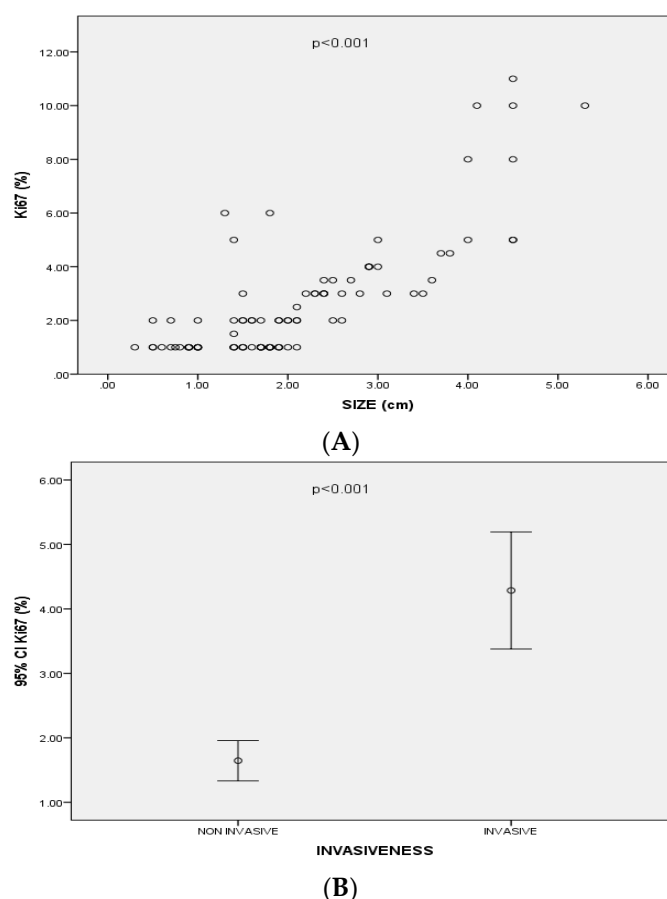 p<0.001
12.00
10.00
8.00
6.00
4.00
2.00
.00
Ki67 (%)
.00 1.00 2.00 3.00 4.00 5.00 6.00
SIZE (cm)
(A)
p<0.001
6.00
5.00
4.00
3.00
2.00
1.00
95% CI Ki67 (%)
NON INVASIVE INVASIVE
INVASIVENESS
(B)